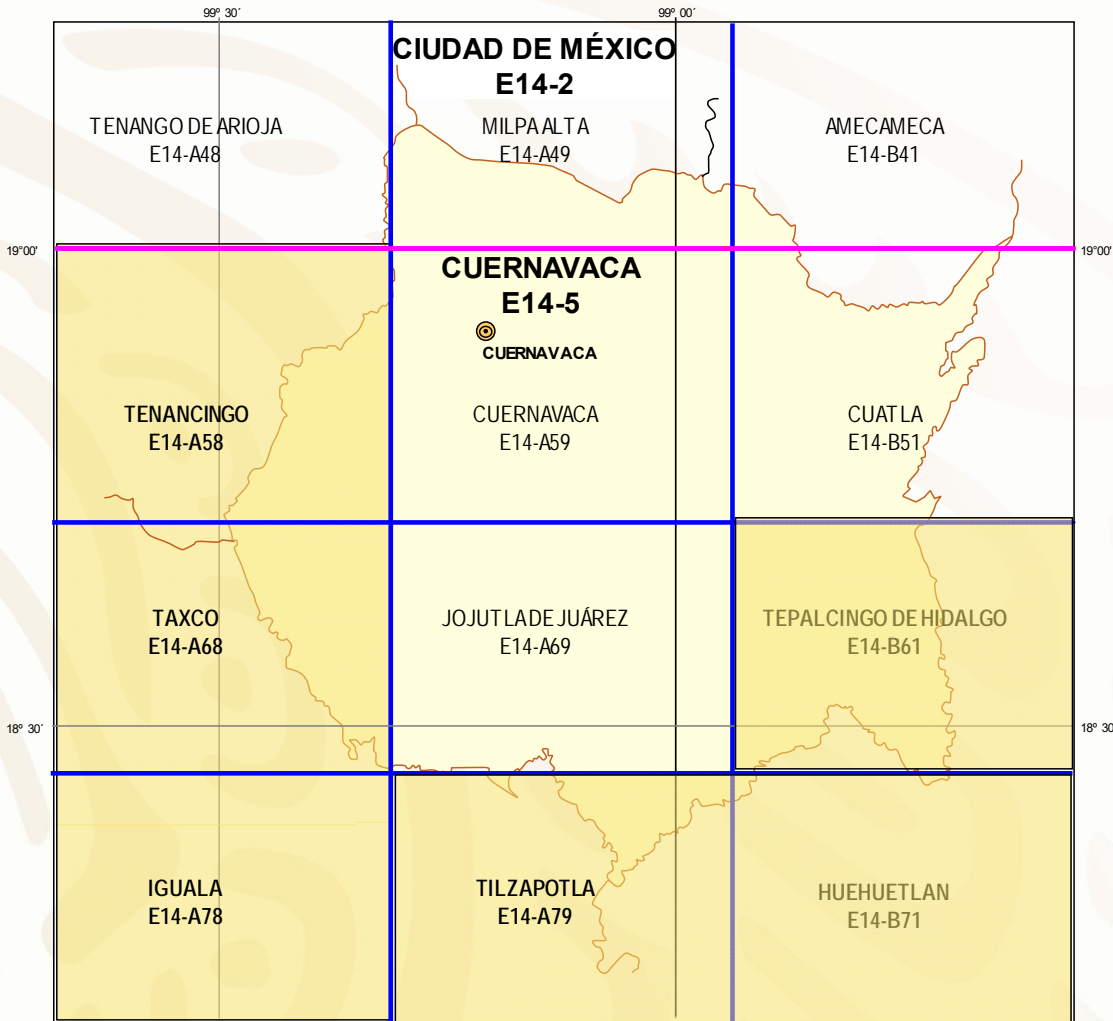 99° 30´
99° 00´
CIUDAD DE MÉXICO
E14-2
TENANGO DE ARIOJA
E14-A48
MILPA ALTA
E14-A49
AMECAMECA
E14-B41
19°00'
19°00'
CUERNAVACA
E14-5
CUERNAVACA
TENANCINGO
E14-A58
CUERNAVACA
E14-A59
CUATLA
E14-B51
TAXCO
E14-A68
JOJUTLA DE JUÁREZ
E14-A69
TEPALCINGO DE HIDALGO
E14-B61
18° 30´
18° 30
IGUALA
E14-A78
TILZAPOTLA
E14-A79
HUEHUETLAN
E14-B71